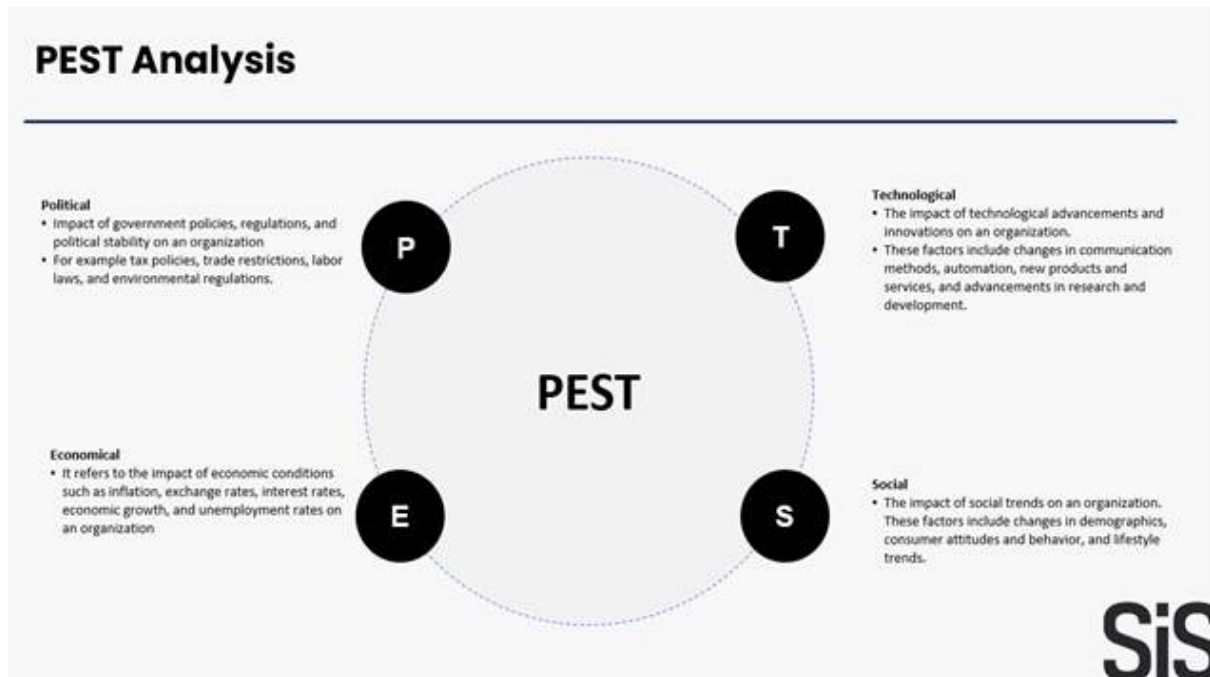 PEST Analysis
Political
• Impact of government policies, regulations, and
political stability on an organization
• For example tax policies, trade restrictions, labor
laws, and environmental regulations.
P
T
Technological
• The impact of technological advancements and
innovations on an organization.
• These factors include changes in communication
methods, automation, new products and
services, and advancements in research and
development.
PEST
Economical
• It refers to the impact of economic conditions
such as inflation, exchange rates, interest rates,
economic growth, and unemployment rates on
an organization
E
S
Social
• The impact of social trends on an organization.
These factors include changes in demographics,
consumer attitudes and behavior, and lifestyle
trends.
SiS